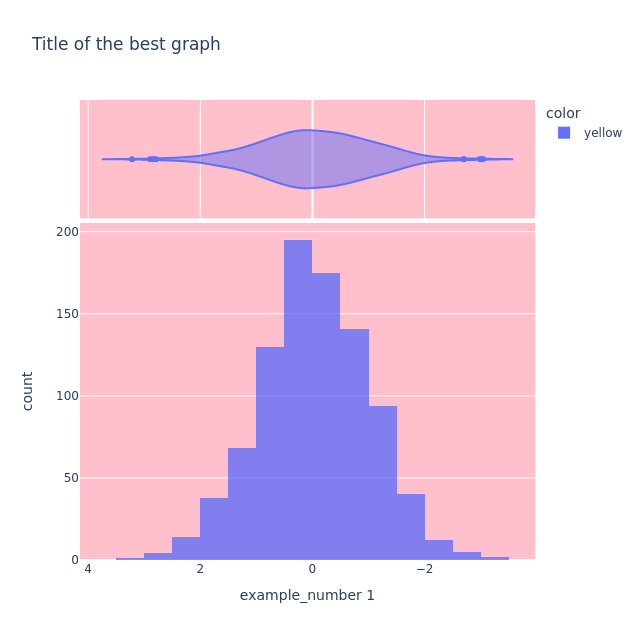 Title of the best graph
color
yellow
200
150
100
50
0
count
4
2
0
−2
example_number 1